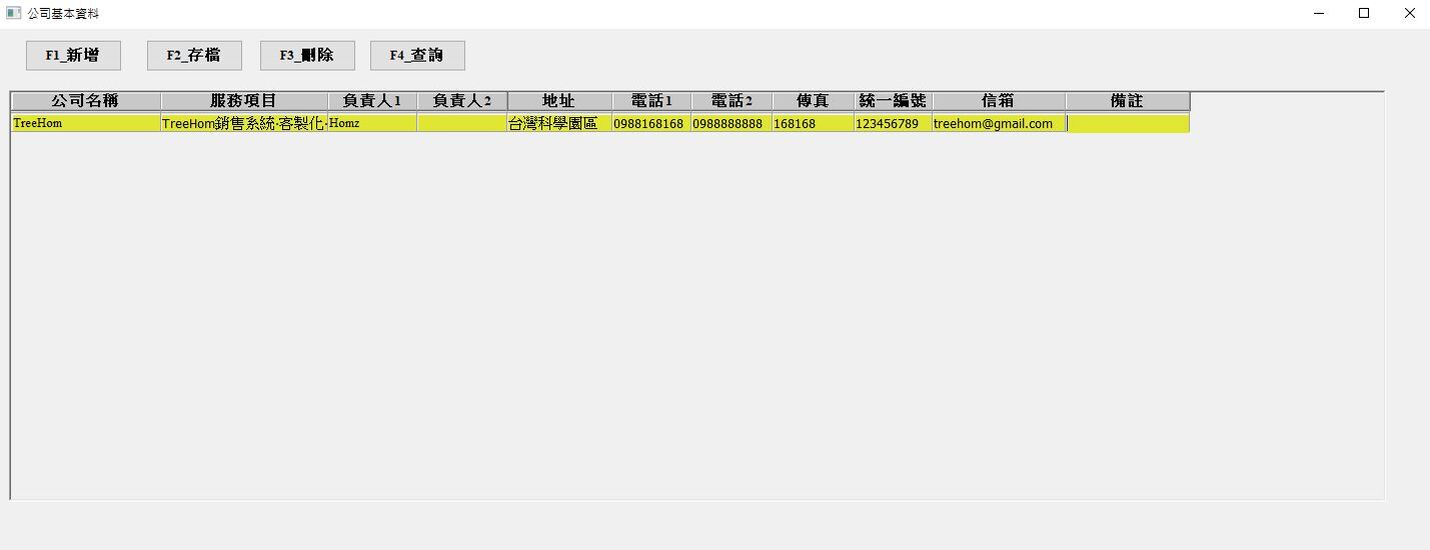 公司基本資料
F1_新增 F2_存檔 F3_刪除 F4_查詢
公司名稱 服務項目 負責人1 負責人2 地址 電話1 電話2 傳真 統一編號 信箱 備註
TreeHom TreeHom銷售系統·客製化· Homz 台灣科學園區 0988168168 0988888888 168168 123456789 treehom@gmail.com